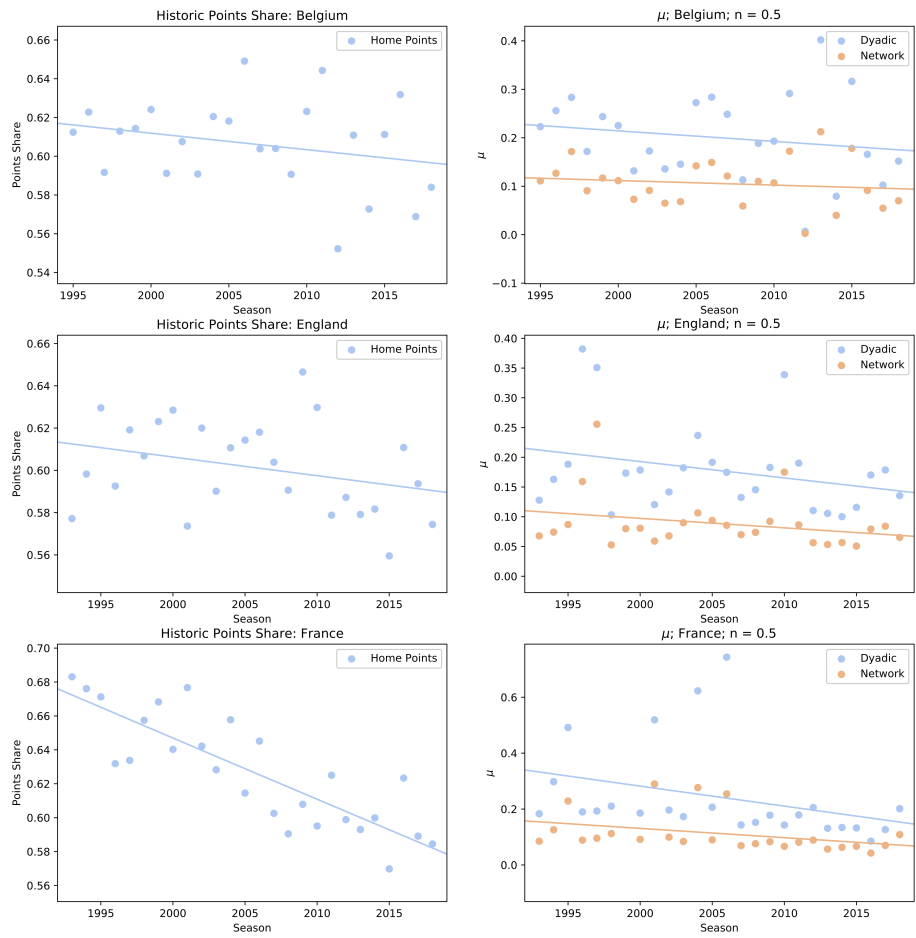 Historic Points Share: Belgium
Home Points
0.66
0.64
0.62
0.60
0.58
0.56
0.54
Points Share
1995 2000 2005 2010 2015
Season
μ; Belgium; n = 0.5
Dyadic
Network
0.4
0.3
0.2
0.1
0.0
−0.1
μ
1995 2000 2005 2010 2015
Season
Historic Points Share: England
Home Points
0.66
0.64
0.62
0.60
0.58
0.56
Points Share
1995 2000 2005 2010 2015
Season
μ; England; n = 0.5
Dyadic
Network
0.40
0.35
0.30
0.25
0.20
0.15
0.10
0.05
0.00
μ
1995 2000 2005 2010 2015
Season
Historic Points Share: France
Home Points
0.70
0.68
0.66
0.64
0.62
0.60
0.58
0.56
Points Share
1995 2000 2005 2010 2015
Season
μ; France; n = 0.5
Dyadic
Network
0.6
0.4
0.2
0.0
μ
1995 2000 2005 2010 2015
Season